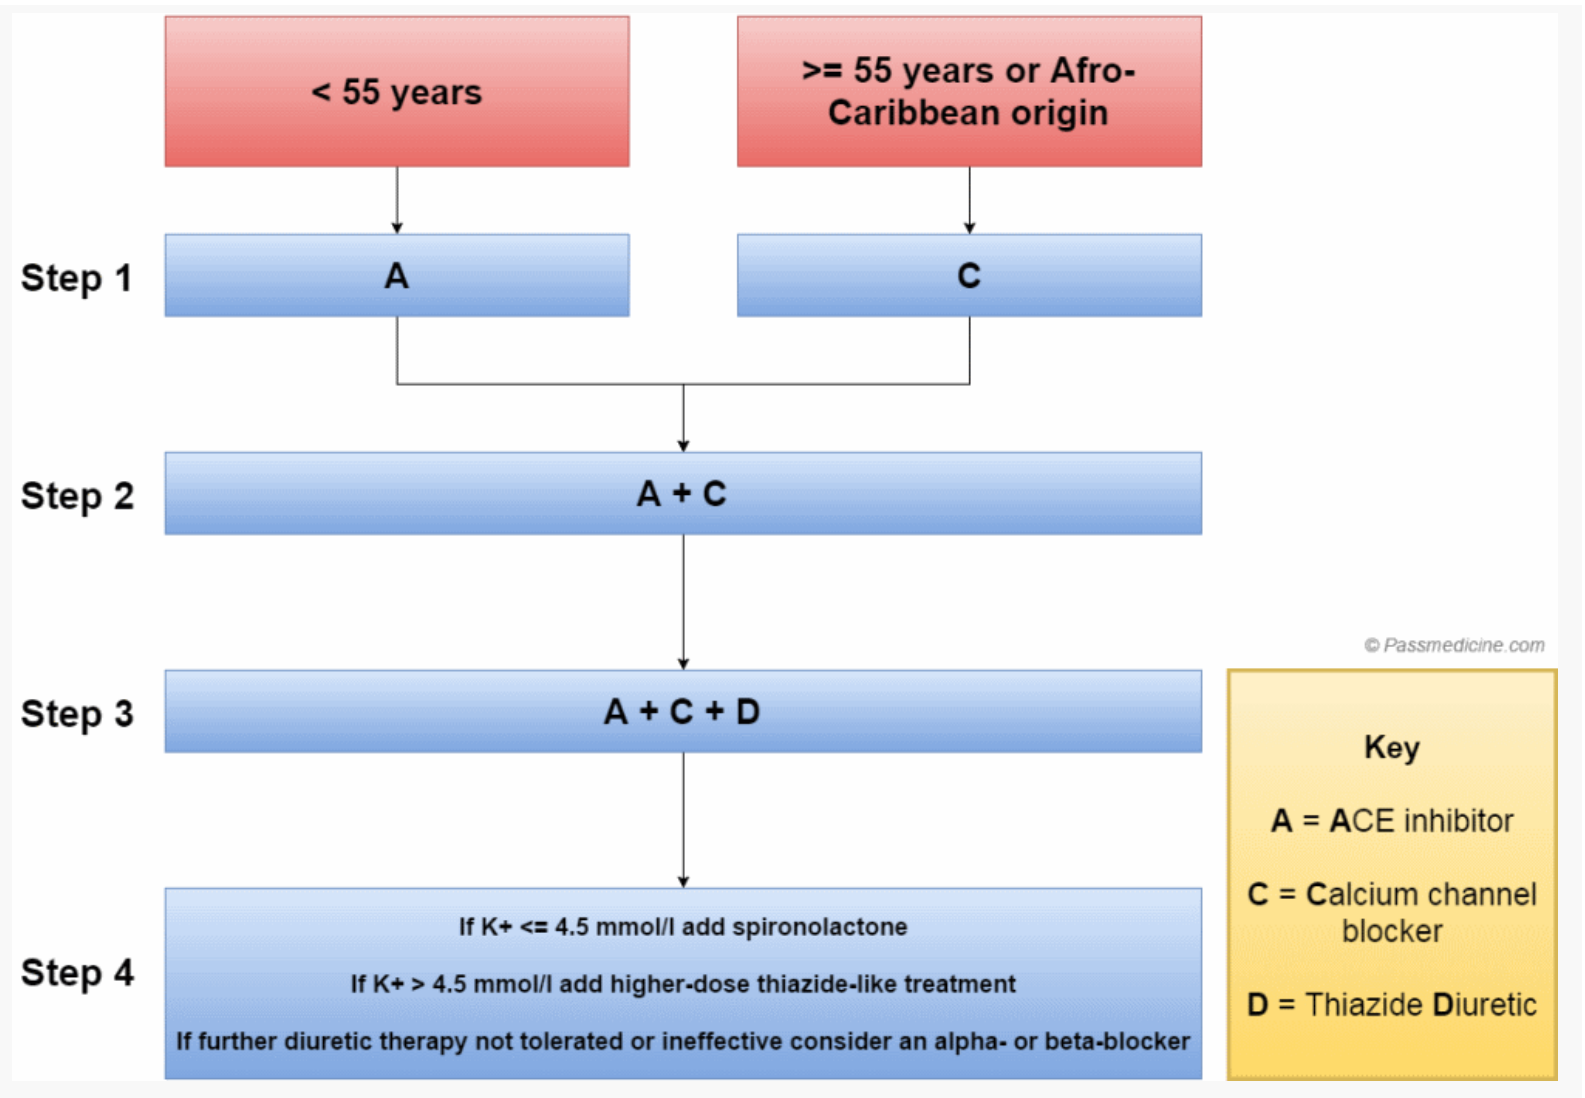 < 55 years
>= 55 years or Afro-
Caribbean origin
Step 1
A
C
Step 2
A + C
Step 3
A + C + D
Step 4
If K+ <= 4.5 mmol/l add spironolactone
If K+ > 4.5 mmol/l add higher-dose thiazide-like treatment
If further diuretic therapy not tolerated or ineffective consider an alpha- or beta-blocker
© Passmedicine.com
Key
A = ACE inhibitor
C = Calcium channel
blocker
D = Thiazide Diuretic